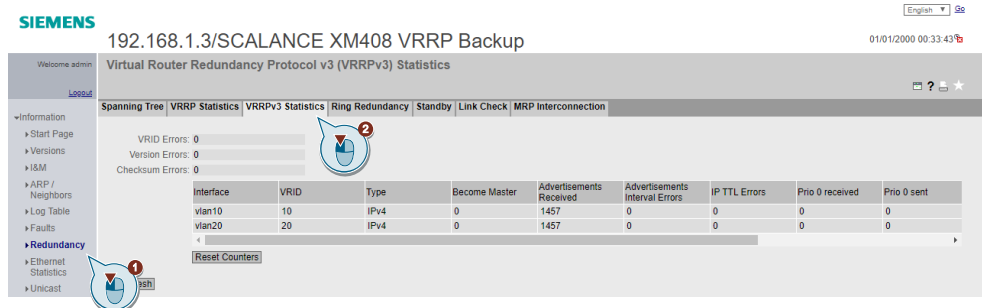 English Go
SIEMENS
192.168.1.3/SCALANCE XM408 VRRP Backup
01/01/2000 00:33:43
Welcome admin
Logout
Virtual Router Redundancy Protocol v3 (VRRPv3) Statistics
?
Spanning Tree VRRP Statistics VRRPv3 Statistics Ring Redundancy Standby Link Check MRP Interconnection
Information
Start Page
Versions
I&M
ARP /
Neighbors
Log Table
Faults
Redundancy
Ethernet
Statistics
Unicast
2
VRID Errors: 0
Version Errors: 0
Checksum Errors: 0
Interface VRID Type Become Master Advertisements Received Advertisements Interval Errors IP TTL Errors Prio 0 received Prio 0 sent
vlan10 10 IPv4 0 1457 0 0 0 0
vlan20 20 IPv4 0 1457 0 0 0 0
Reset Counters
1